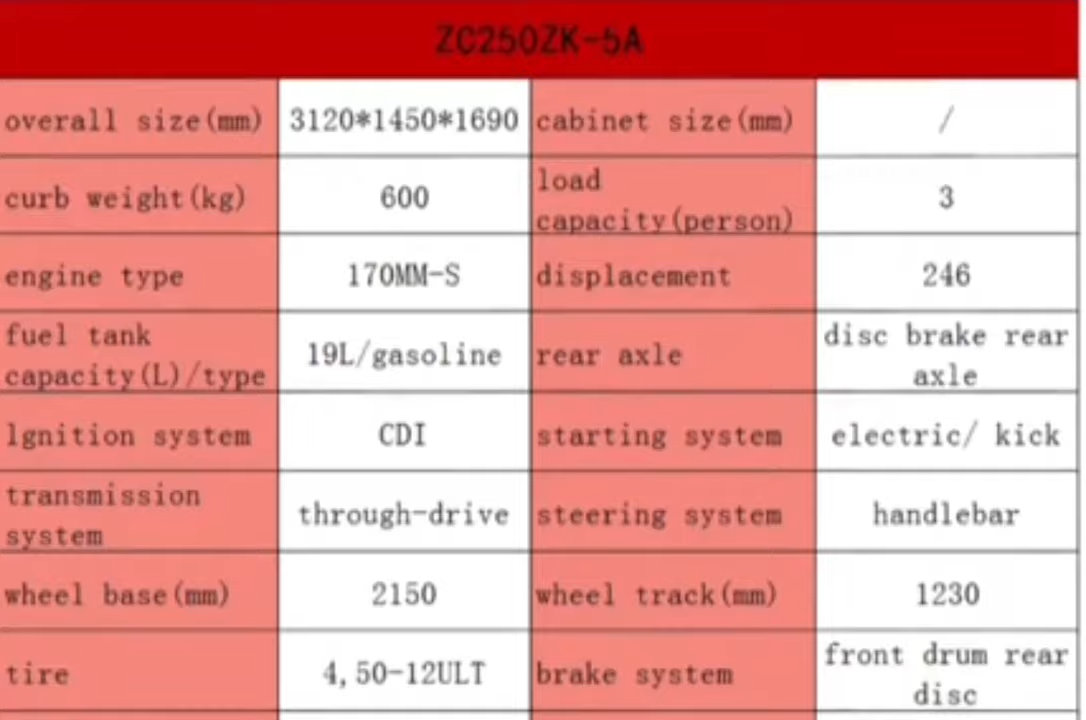 ZC250ZK-5A
overall size(mm) 3120*1450*1690 cabinet size(mm) /
curb weight(kg) 600 load capacity(person) 3
engine type 170MM-S displacement 246
fuel tank capacity(L)/type 19L/gasoline rear axle disc brake rear axle
lgnition system CDI starting system electric/ kick
transmission system through-drive steering system handlebar
wheel base(mm) 2150 wheel track(mm) 1230
tire 4,50-12ULT brake system front drum rear disc